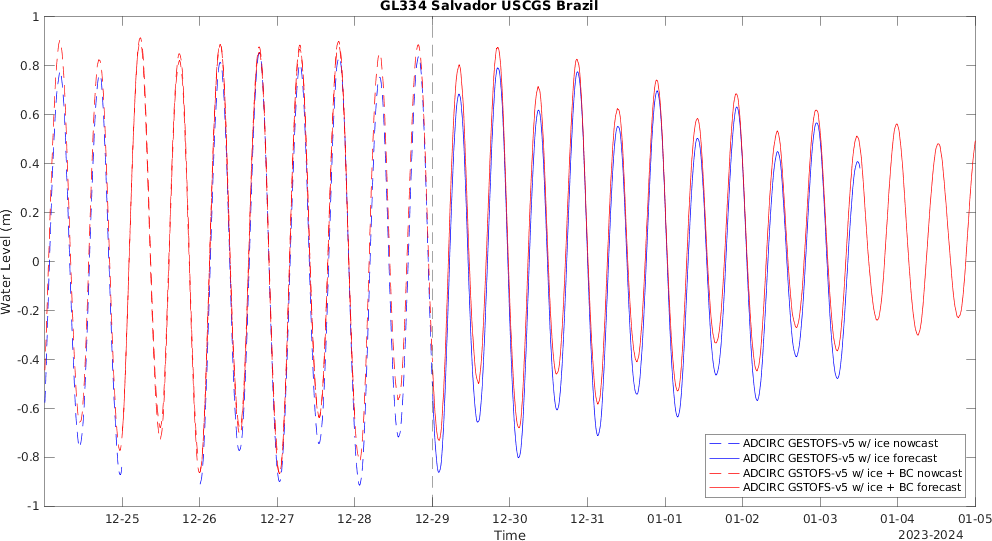 GL334 Salvador USCGS Brazil
Water Level (m)
1
0.8
0.6
0.4
0.2
0
-0.2
-0.4
-0.6
-0.8
-1
12-25 12-26 12-27 12-28 12-29 12-30 12-31 01-01 01-02 01-03 01-04 01-05
Time
2023-2024
ADCIRC GESTOFS-v5 w/ ice nowcast
ADCIRC GESTOFS-v5 w/ ice forecast
ADCIRC GSTOFS-v5 w/ ice + BC nowcast
ADCIRC GSTOFS-v5 w/ ice + BC forecast